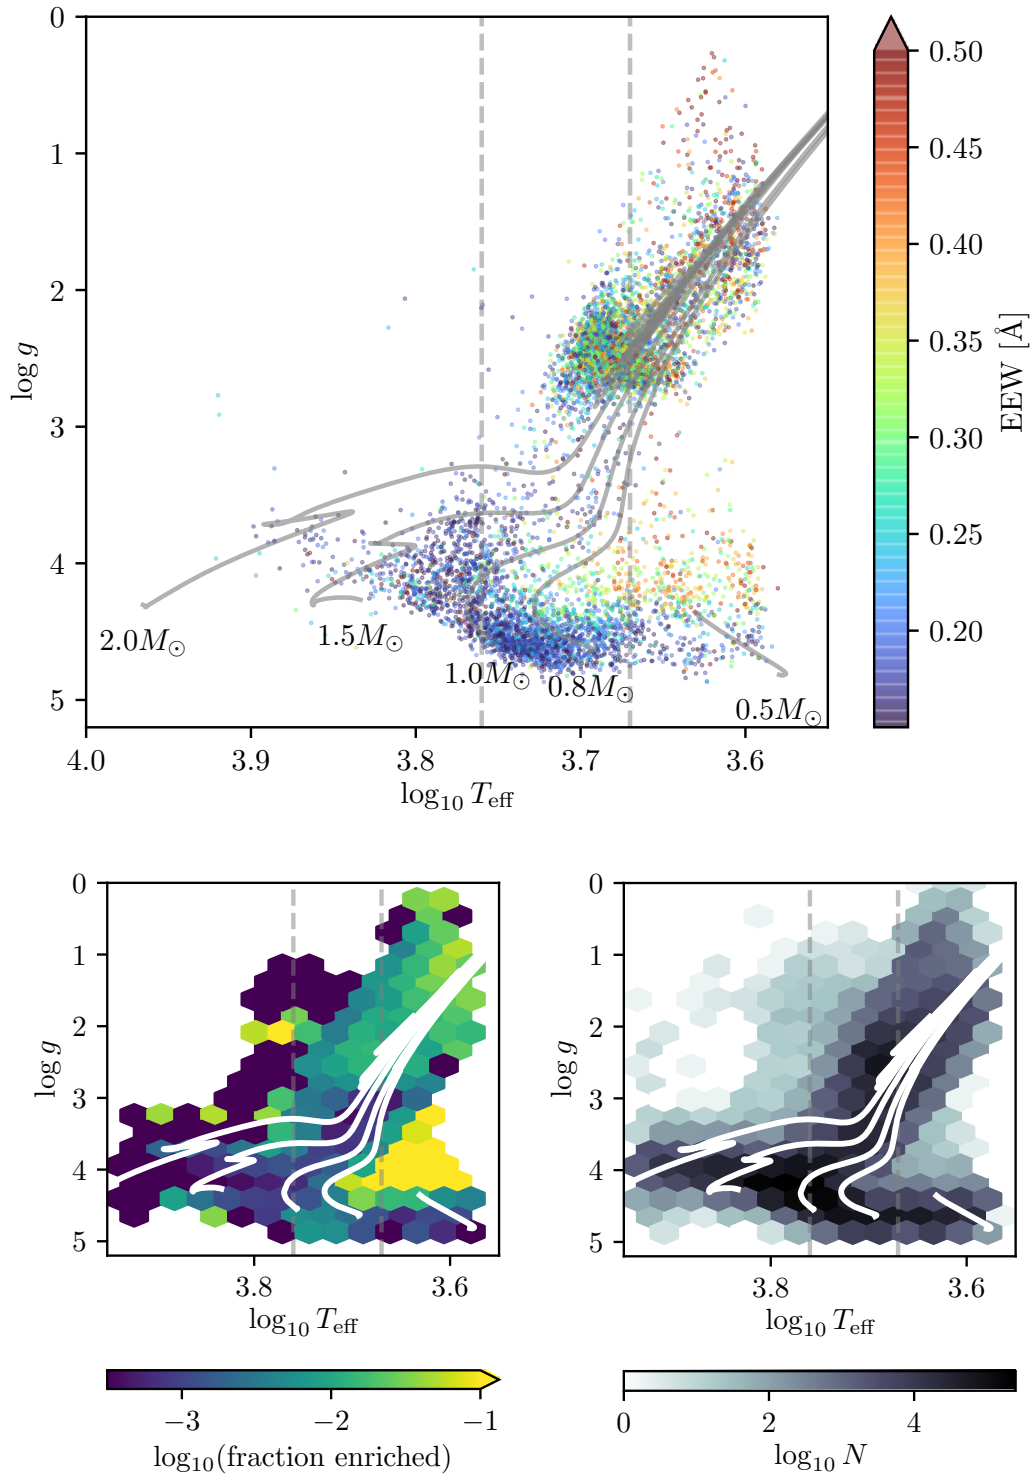 0
1
2
3
4
5
log g
4.0 3.9 3.8 3.7 3.6
log₁₀ T_eff
2.0M☉
1.5M☉
1.0M☉
0.8M☉
0.5M☉
0.50
0.45
0.40
0.35
0.30
0.25
0.20
EEW [Å]
0
1
2
3
4
5
log g
3.8 3.6
log₁₀ T_eff
−3 −2 −1
log₁₀(fraction enriched)
0
1
2
3
4
5
log g
3.8 3.6
log₁₀ T_eff
0 2 4
log₁₀ N